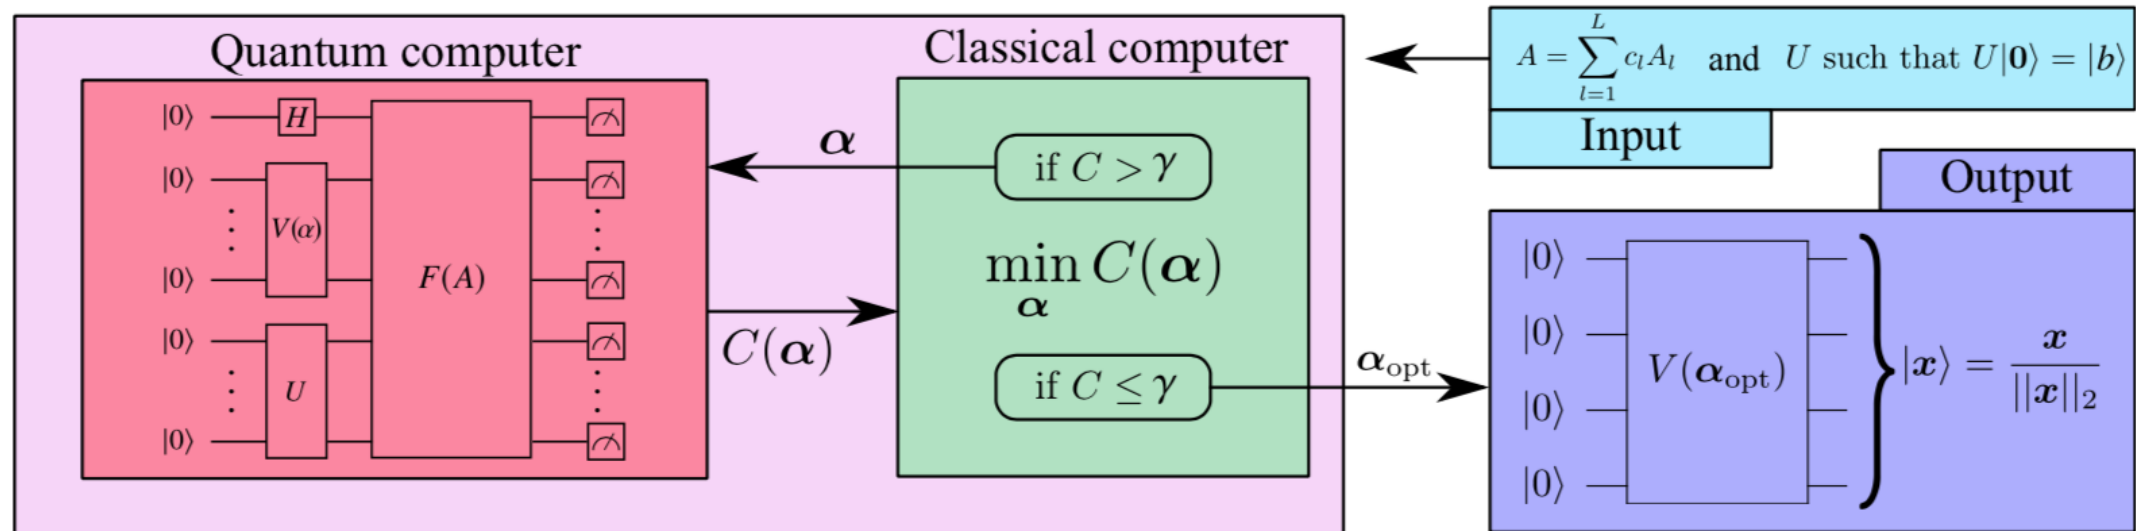 Quantum computer
|0⟩ H
|0⟩
V(α)
|0⟩
F(A)
|0⟩
U
|0⟩
α
C(α)
Classical computer
if C > γ
min C(α)
α
if C ≤ γ
α_opt
A = ∑_{l=1}^{L} c_l A_l and U such that U|0⟩ = |b⟩
Input
Output
|0⟩
|0⟩
V(α_opt)
|x⟩ = x / ||x||₂
|0⟩
|0⟩